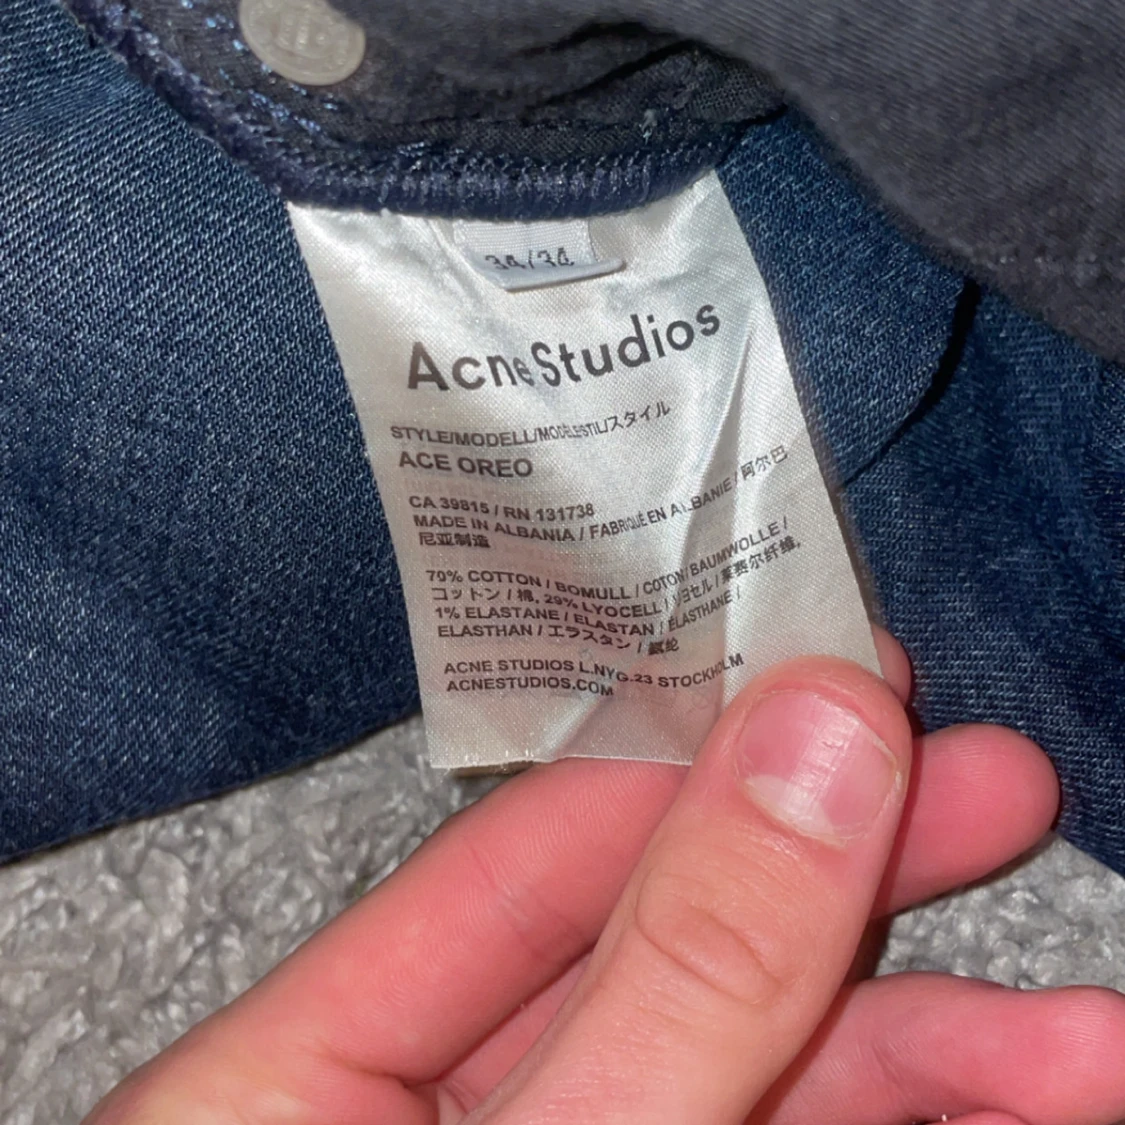 34/34
Acne Studios
STYLE/MODELL/MODÈLE/STIL/スタイル
ACE OREO
CA 39815 / RN 131738
MADE IN ALBANIA / FABRIQUÉ EN ALBANIE / 阿尔巴
尼亚制造
70% COTTON / BOMULL / COTON / BAUMWOLLE /
コットン / 棉, 29% LYOCELL / リヨセル / 莱赛尔纤维,
1% ELASTANE / ELASTAN / ÉLASTHANE /
ELASTHAN / エラスタン / 氨纶
ACNE STUDIOS L.NYG.23 STOCKHOLM
ACNESTUDIOS.COM